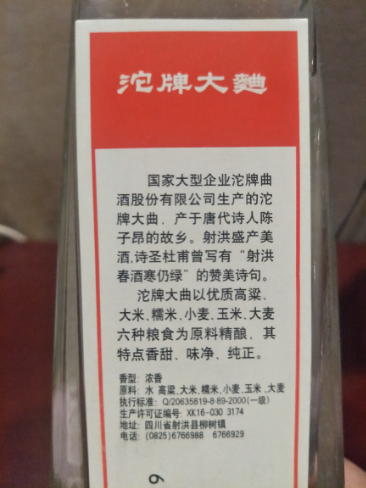 沱牌大麯
国家大型企业沱牌曲
酒股份有限公司生产的沱
牌大曲﹐产于唐代诗人陈
子昂的故乡。射洪盛产美
酒,诗圣杜甫曾写有“射洪
春酒寒仍绿”的赞美诗句。
沱牌大曲以优质高粱、
大米、糯米、小麦、玉米、大麦
六种粮食为原料精酿﹐其
特点香甜﹑味净﹑纯正。
香型: 浓香
原料: 水 高粱、大米、糯米、小麦、玉米、大麦
执行标准: Q/20635819-8·89-2000(一级)
生产许可证编号: XK16-030 3174
地址: 四川省射洪县柳树镇
电话: (0825)6766988 6766929
6